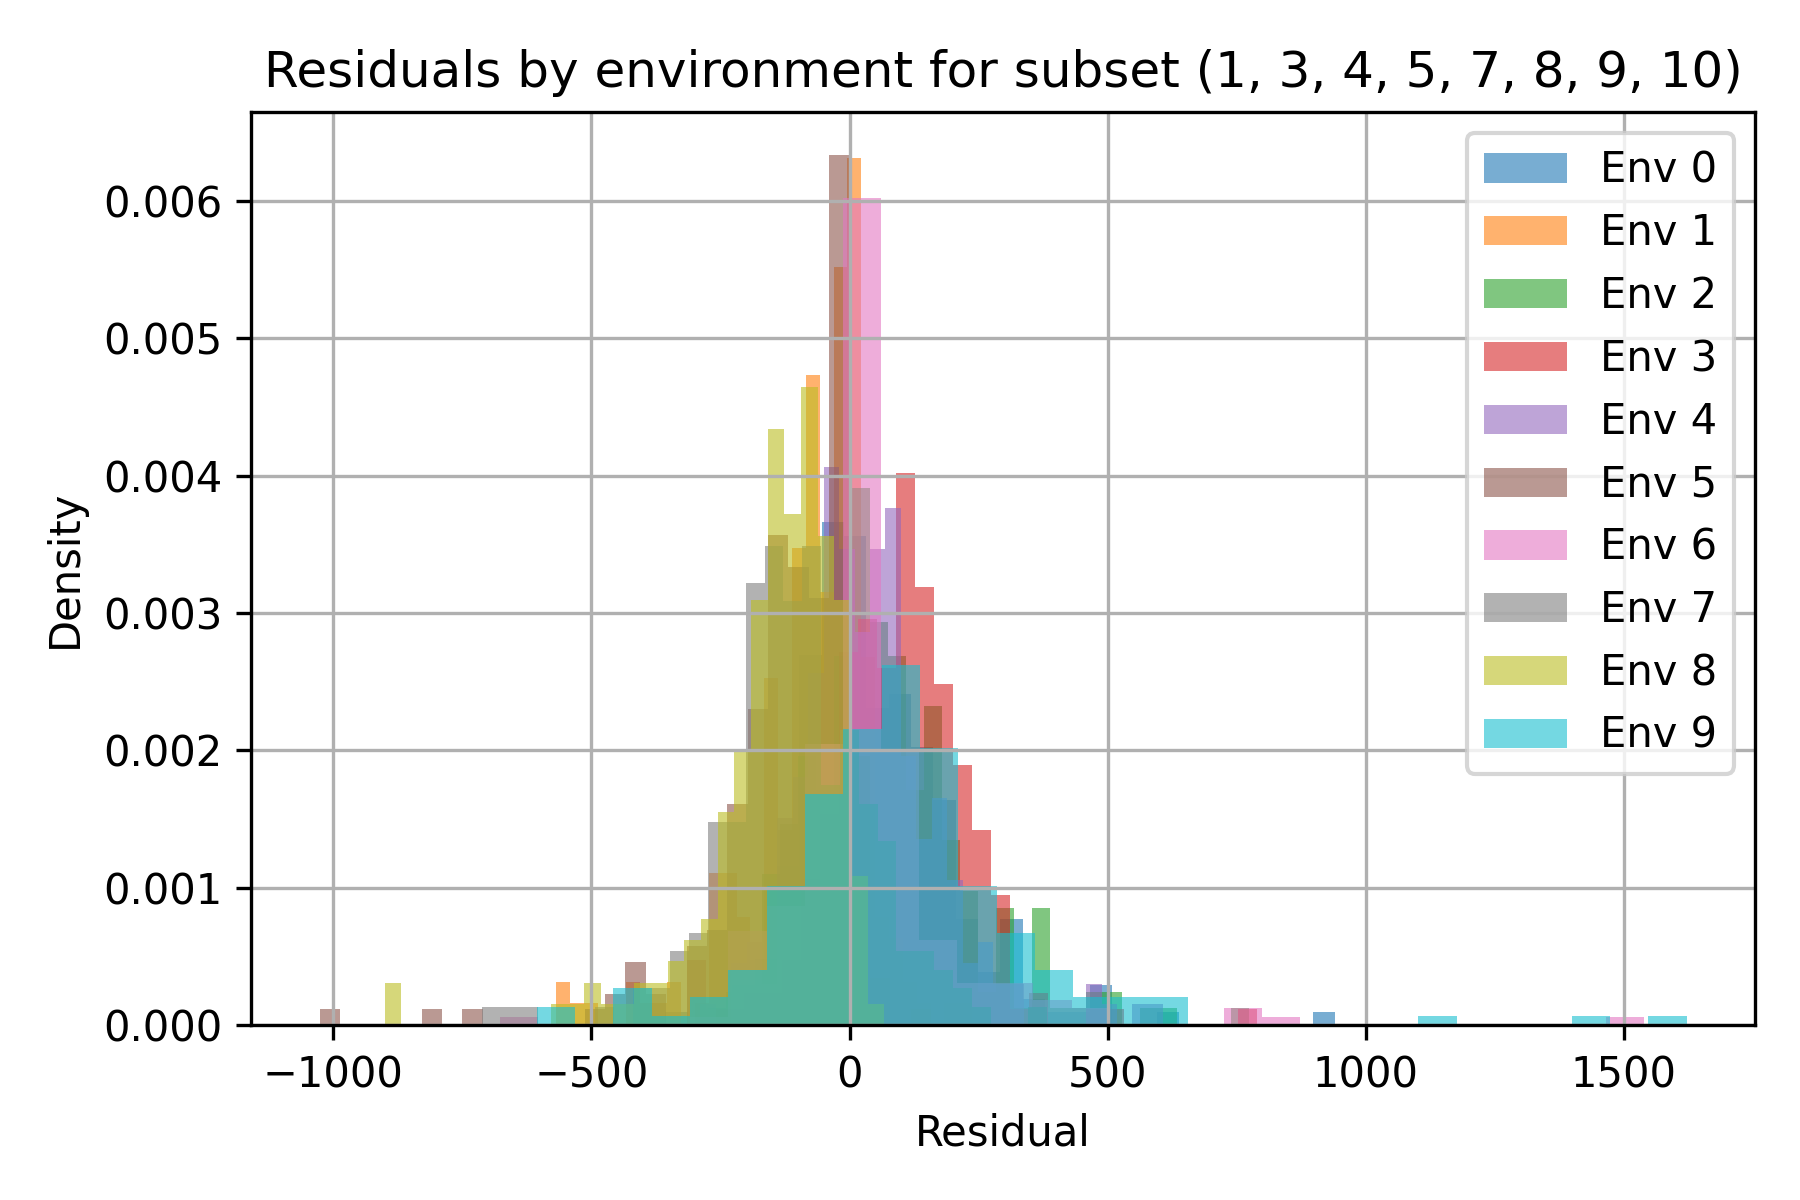 Residuals by environment for subset (1, 3, 4, 5, 7, 8, 9, 10)
Env 0
Env 1
Env 2
Env 3
Env 4
Env 5
Env 6
Env 7
Env 8
Env 9
Density
0.006
0.005
0.004
0.003
0.002
0.001
0.000
−1000
−500
0
500
1000
1500
Residual